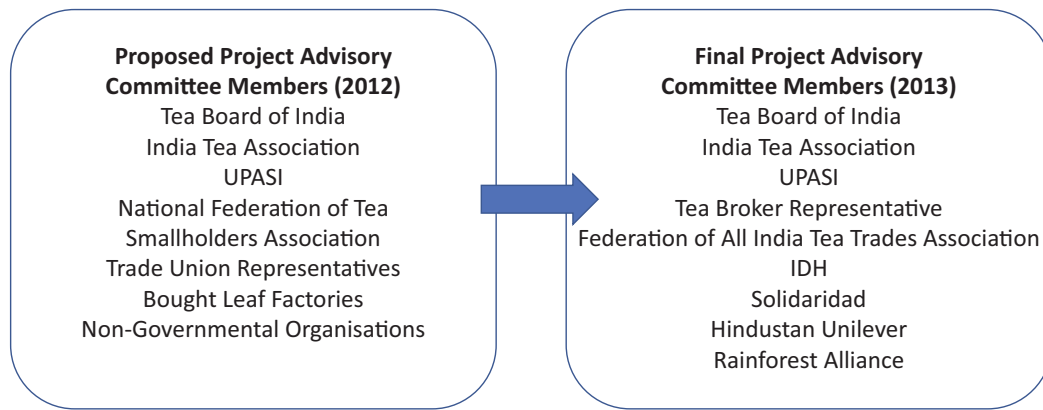 Proposed Project Advisory
Committee Members (2012)
Tea Board of India
India Tea Association
UPASI
National Federation of Tea
Smallholders Association
Trade Union Representatives
Bought Leaf Factories
Non-Governmental Organisations
Final Project Advisory
Committee Members (2013)
Tea Board of India
India Tea Association
UPASI
Tea Broker Representative
Federation of All India Tea Trades Association
IDH
Solidaridad
Hindustan Unilever
Rainforest Alliance